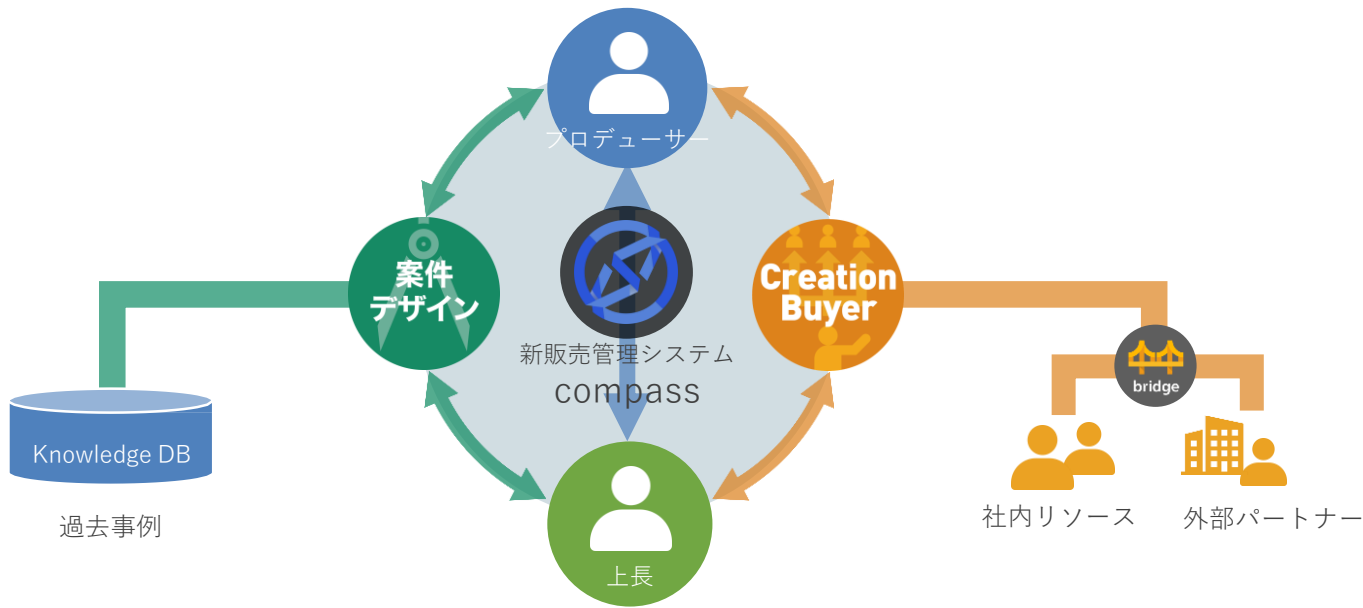 プロデューサー
案件
デザイン
Creation
Buyer
新販売管理システム
compass
bridge
Knowledge DB
過去事例
社内リソース
外部パートナー
上長